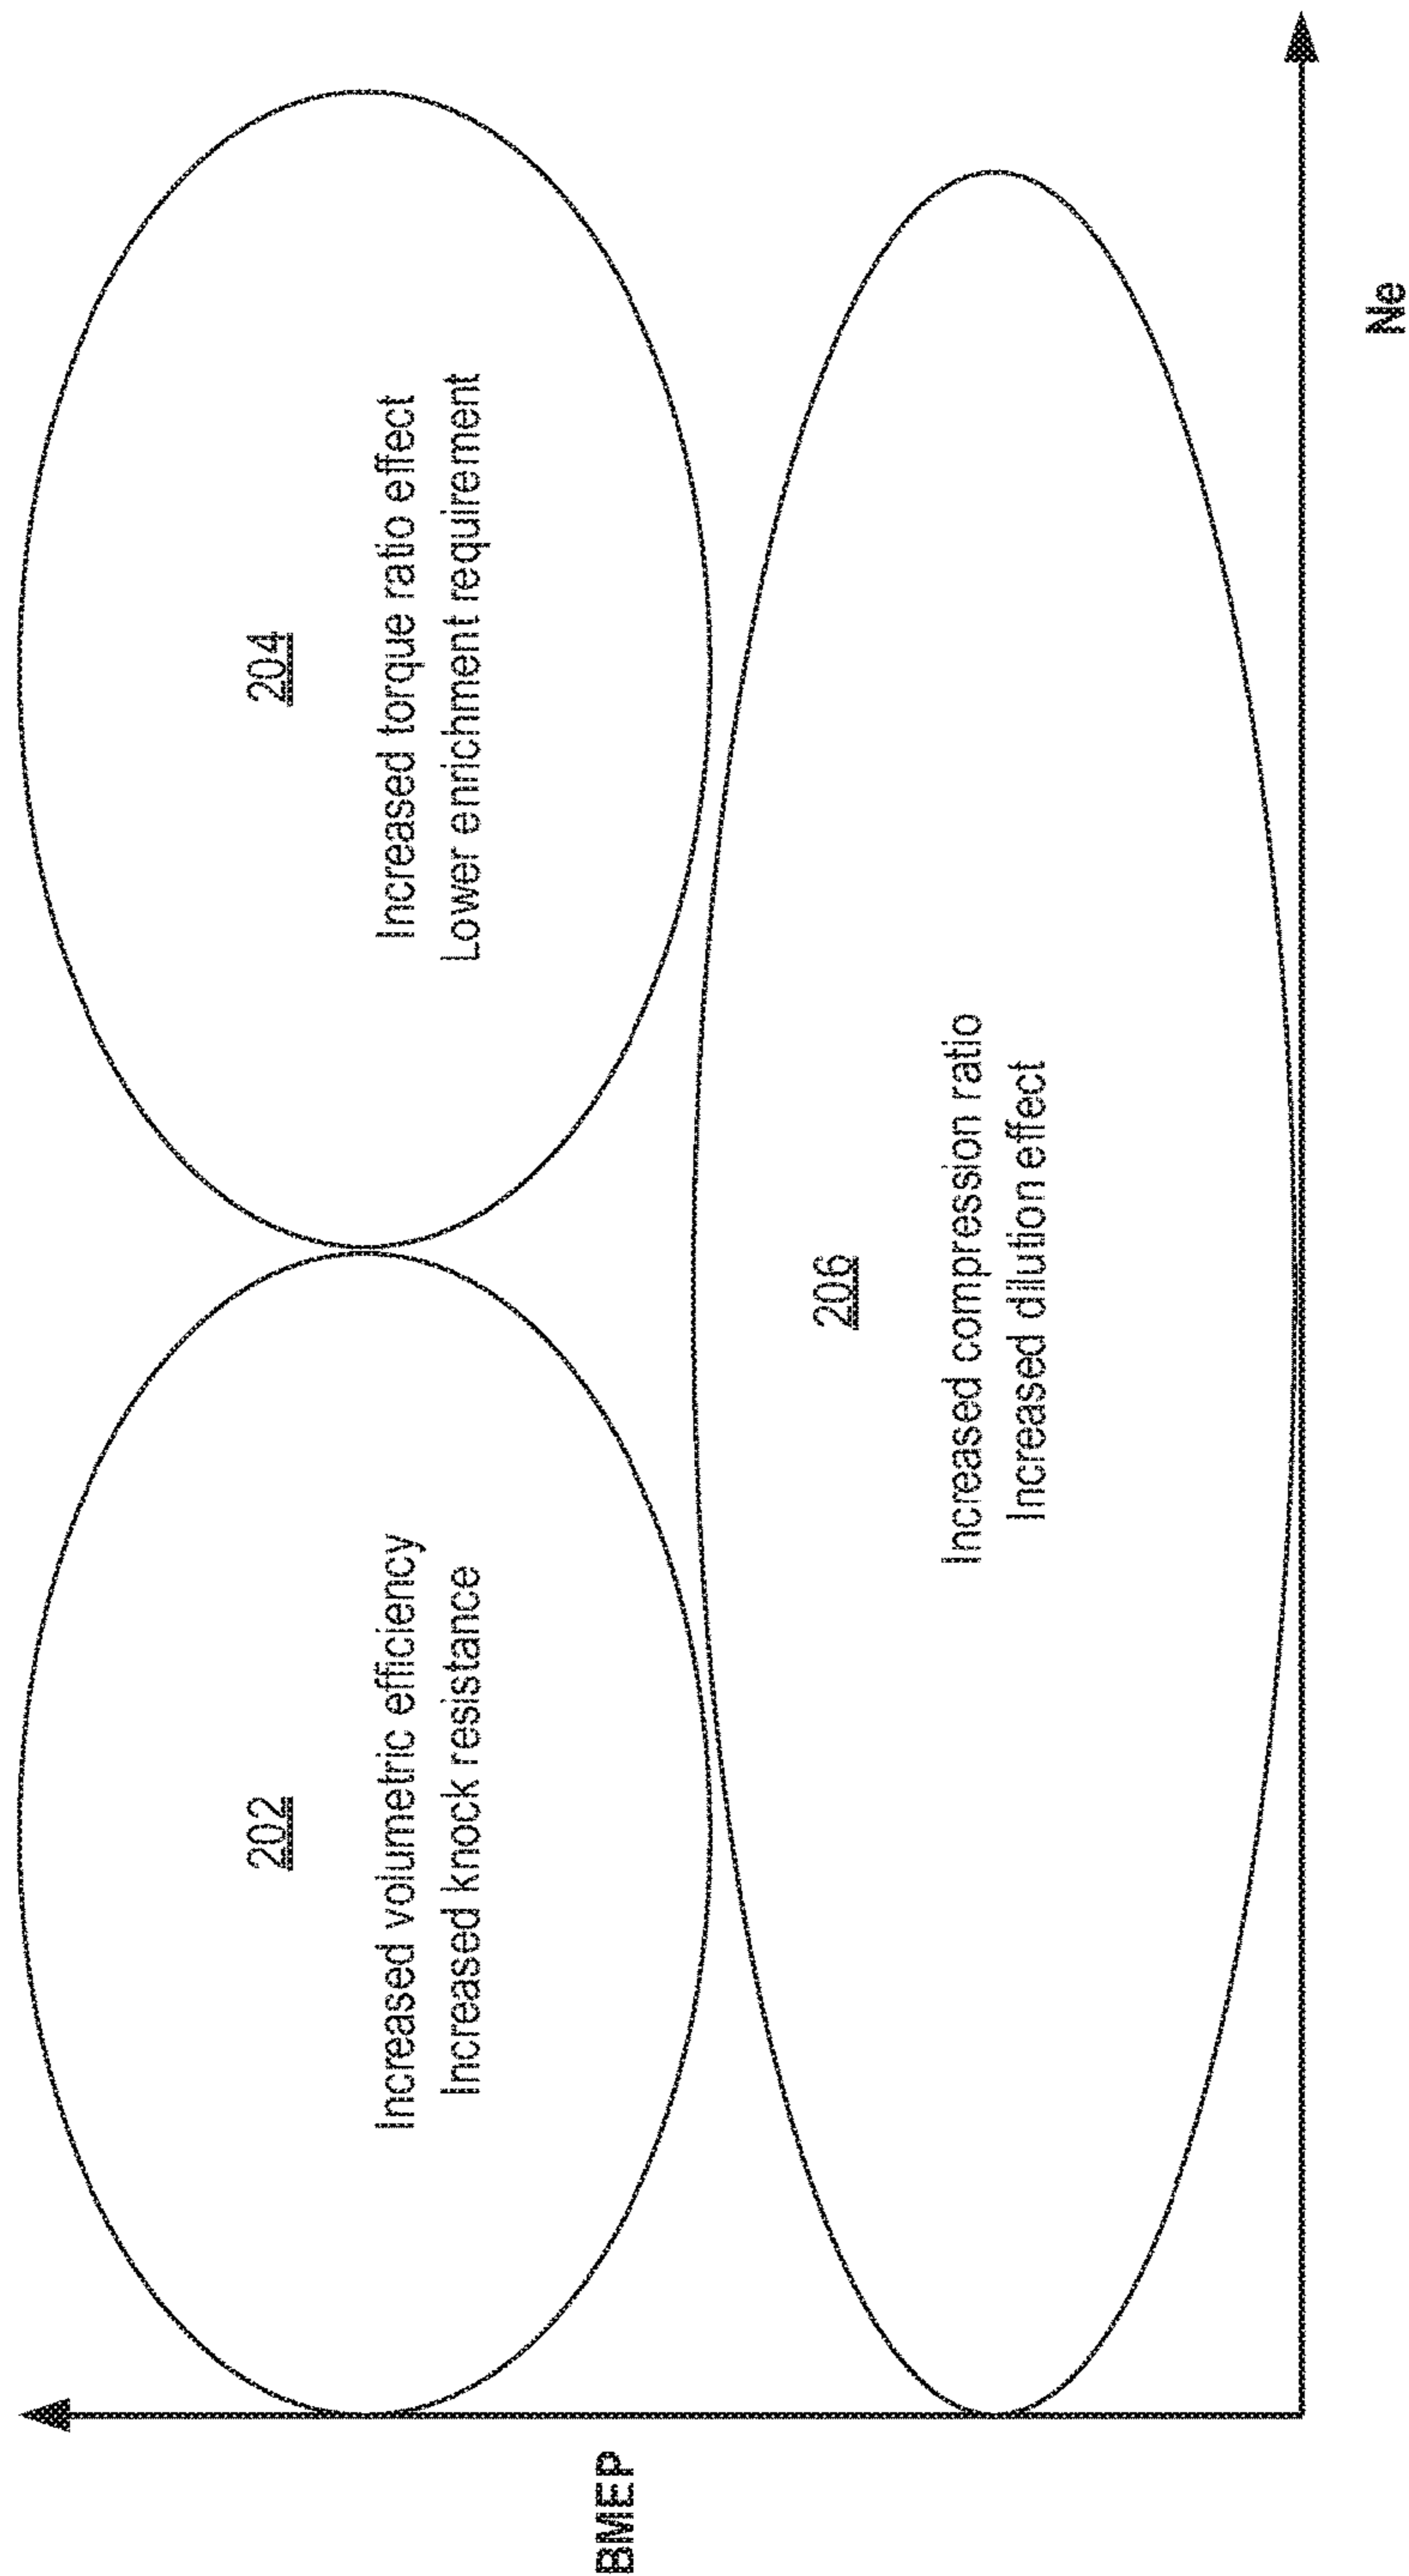 BMEP
202
Increased volumetric efficiency
Increased knock resistance
204
Increased torque ratio effect
Lower enrichment requirement
206
Increased compression ratio
Increased dilution effect
Ne